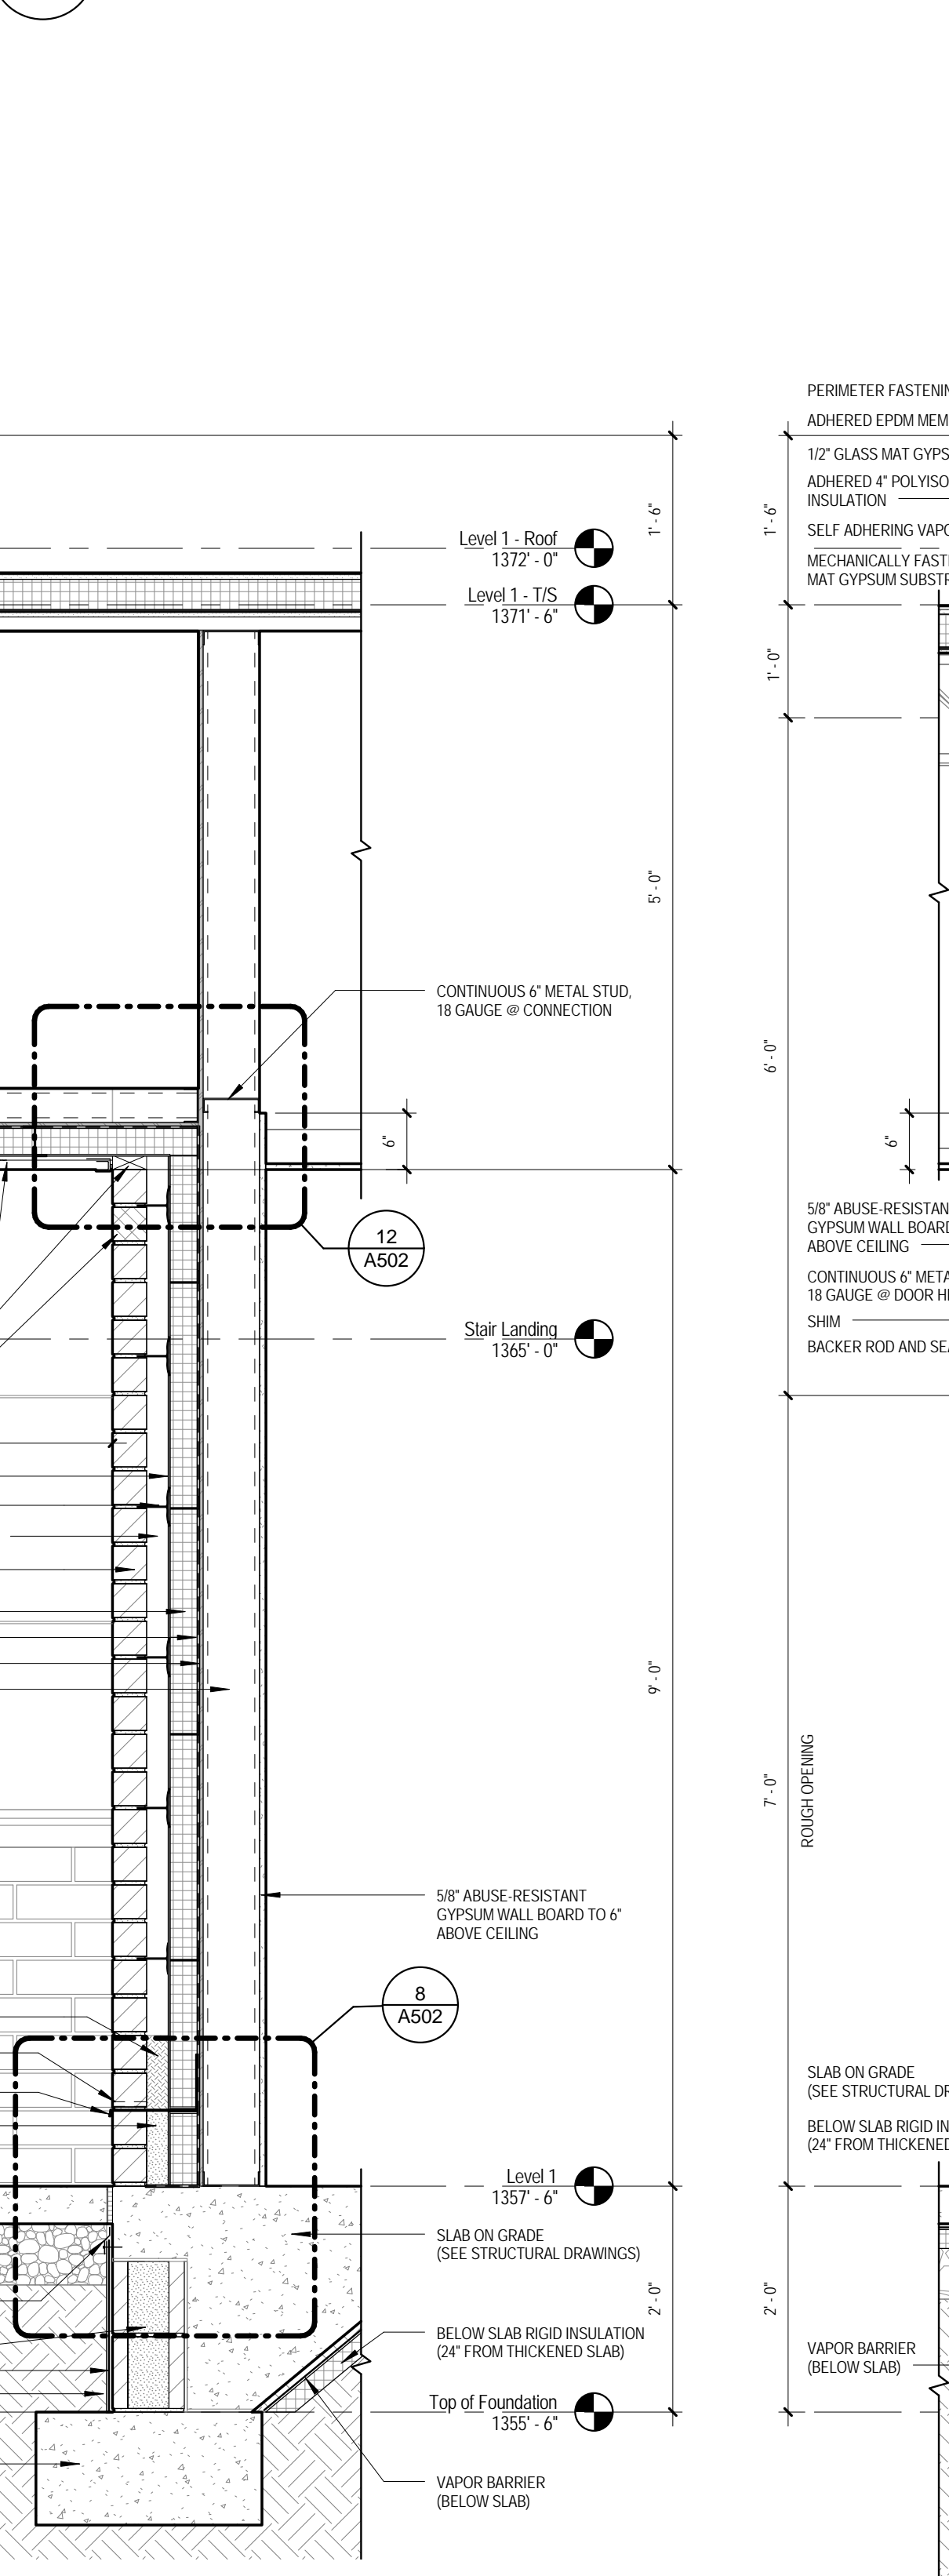 PERIMETER FASTENIN
ADHERED EPDM MEM
1/2" GLASS MAT GYPS
ADHERED 4" POLYISO
INSULATION
SELF ADHERING VAPO
MECHANICALLY FAST
MAT GYPSUM SUBSTR
1' - 6"
1' - 6"
Level 1 - Roof
1372' - 0"
Level 1 - T/S
1371' - 6"
1' - 0"
5' - 0"
CONTINUOUS 6" METAL STUD,
18 GAUGE @ CONNECTION
6' - 0"
6"
6"
12
A502
5/8" ABUSE-RESISTAN
GYPSUM WALL BOARD
ABOVE CEILING
CONTINUOUS 6" META
18 GAUGE @ DOOR HE
SHIM
BACKER ROD AND SEA
Stair Landing
1365' - 0"
9' - 0"
7' - 0"
ROUGH OPENING
5/8" ABUSE-RESISTANT
GYPSUM WALL BOARD TO 6"
ABOVE CEILING
8
A502
SLAB ON GRADE
(SEE STRUCTURAL DR
BELOW SLAB RIGID IN
(24" FROM THICKENED
Level 1
1357' - 6"
SLAB ON GRADE
(SEE STRUCTURAL DRAWINGS)
2' - 0"
2' - 0"
BELOW SLAB RIGID INSULATION
(24" FROM THICKENED SLAB)
VAPOR BARRIER
(BELOW SLAB)
Top of Foundation
1355' - 6"
VAPOR BARRIER
(BELOW SLAB)